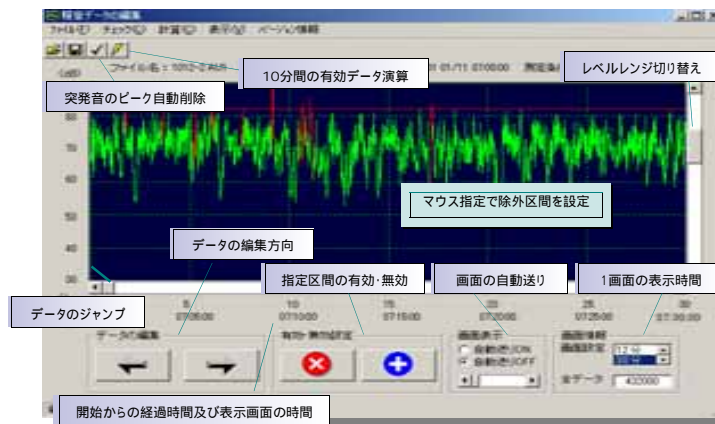 騒音データの編集
ファイル(F) チェック(C) 計算(C) 表示(V) バージョン情報
10分間の有効データ演算
レベルレンジ切り替え
突発音のピーク自動削除
80
70
60
マウス指定で除外区間を設定
50
データの編集方向
40
指定区間の有効・無効
画面の自動送り
1画面の表示時間
30
データのジャンプ
5 10 15 20 25 30
07:05:00 07:10:00 07:15:00 07:20:00 07:25:00 07:30:00
データの編集
有効・無効設定
画面表示
画面情報
自動送りON
画面設定
12分
自動送りOFF
全データ 432000
開始からの経過時間及び表示画面の時間